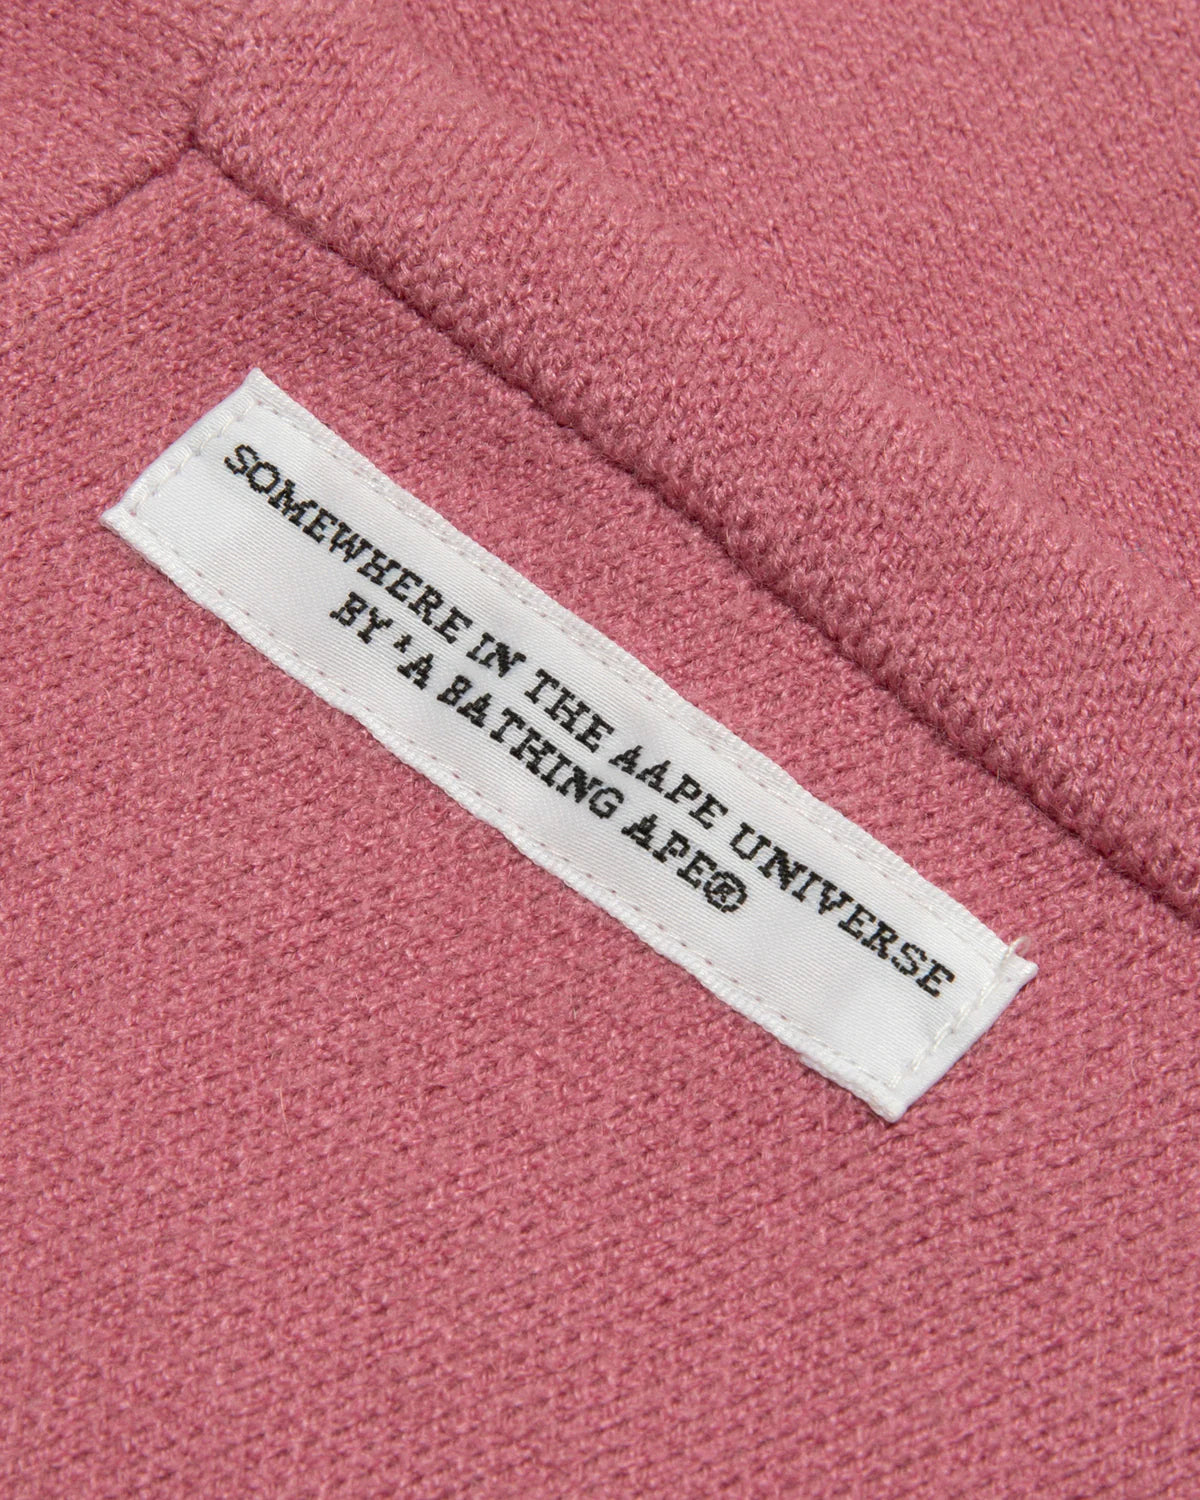 SOMEWHERE IN THE AAPE UNIVERSE
BY 'A BATHING APE®